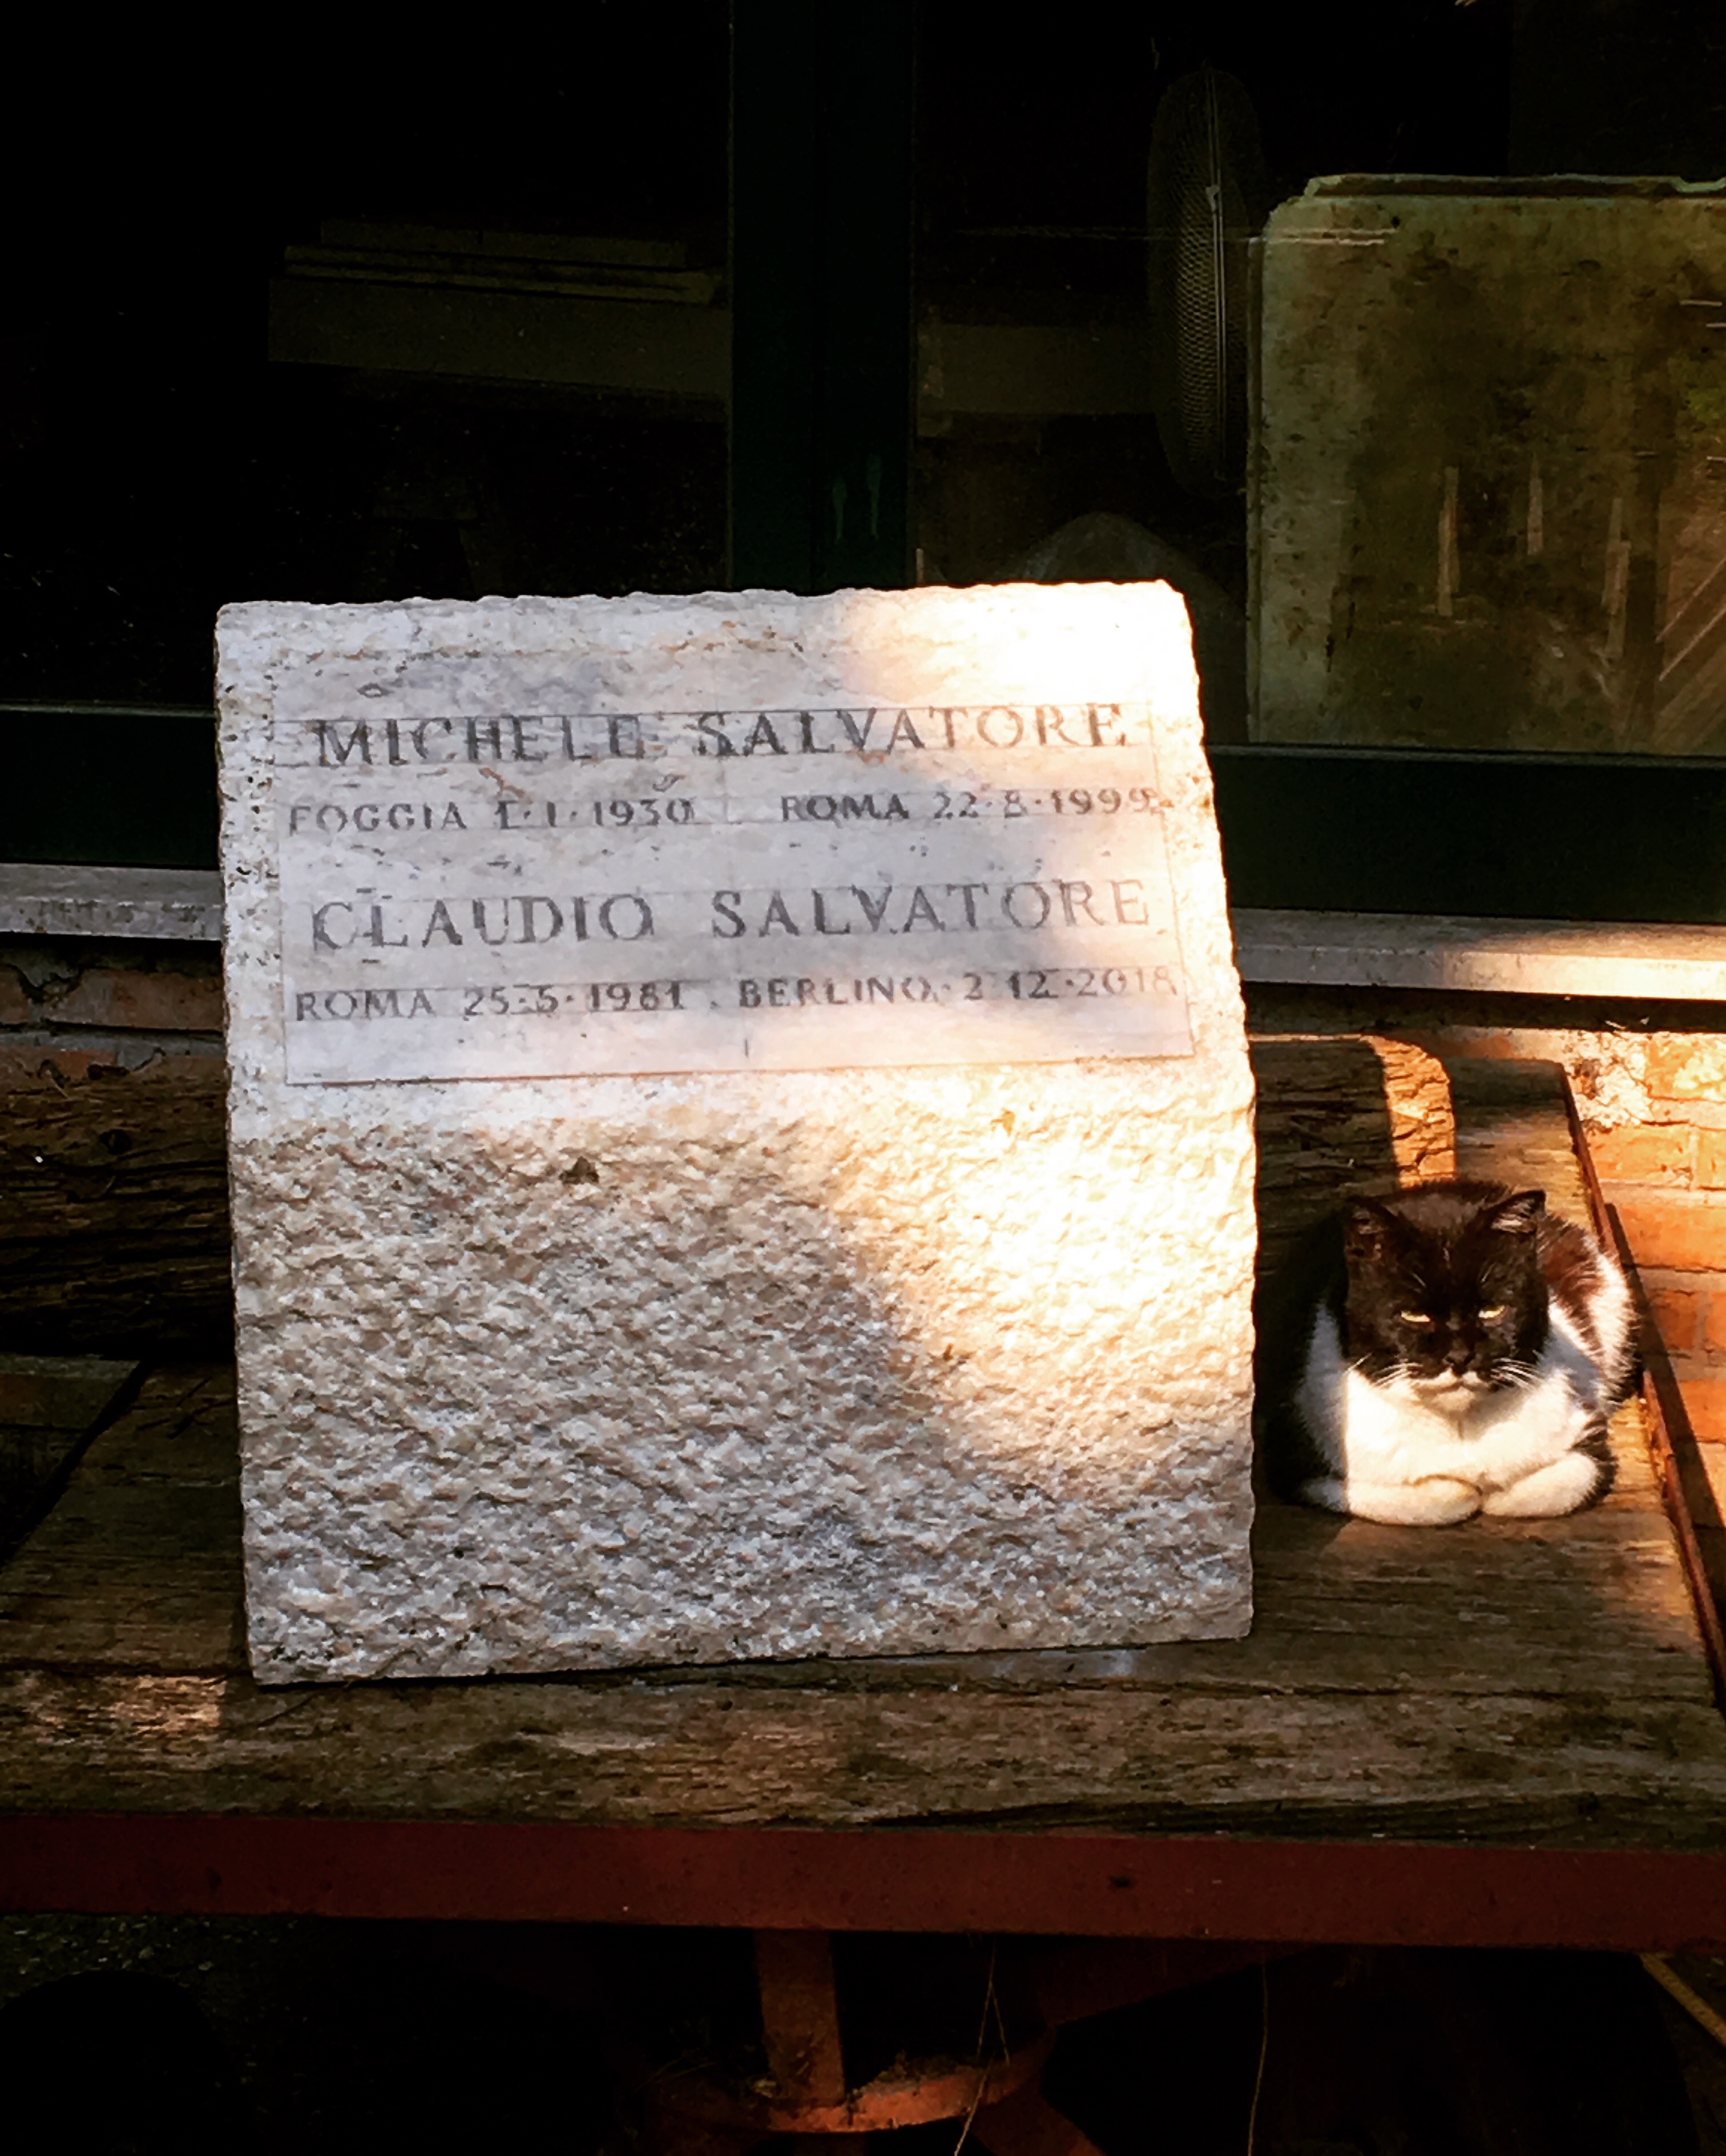 MICHELE SALVATORE
FOGGIA 1·1·1930 ROMA 22·8·1999
CLAUDIO SALVATORE
ROMA 25·5·1981 BERLINO·2·12·2018